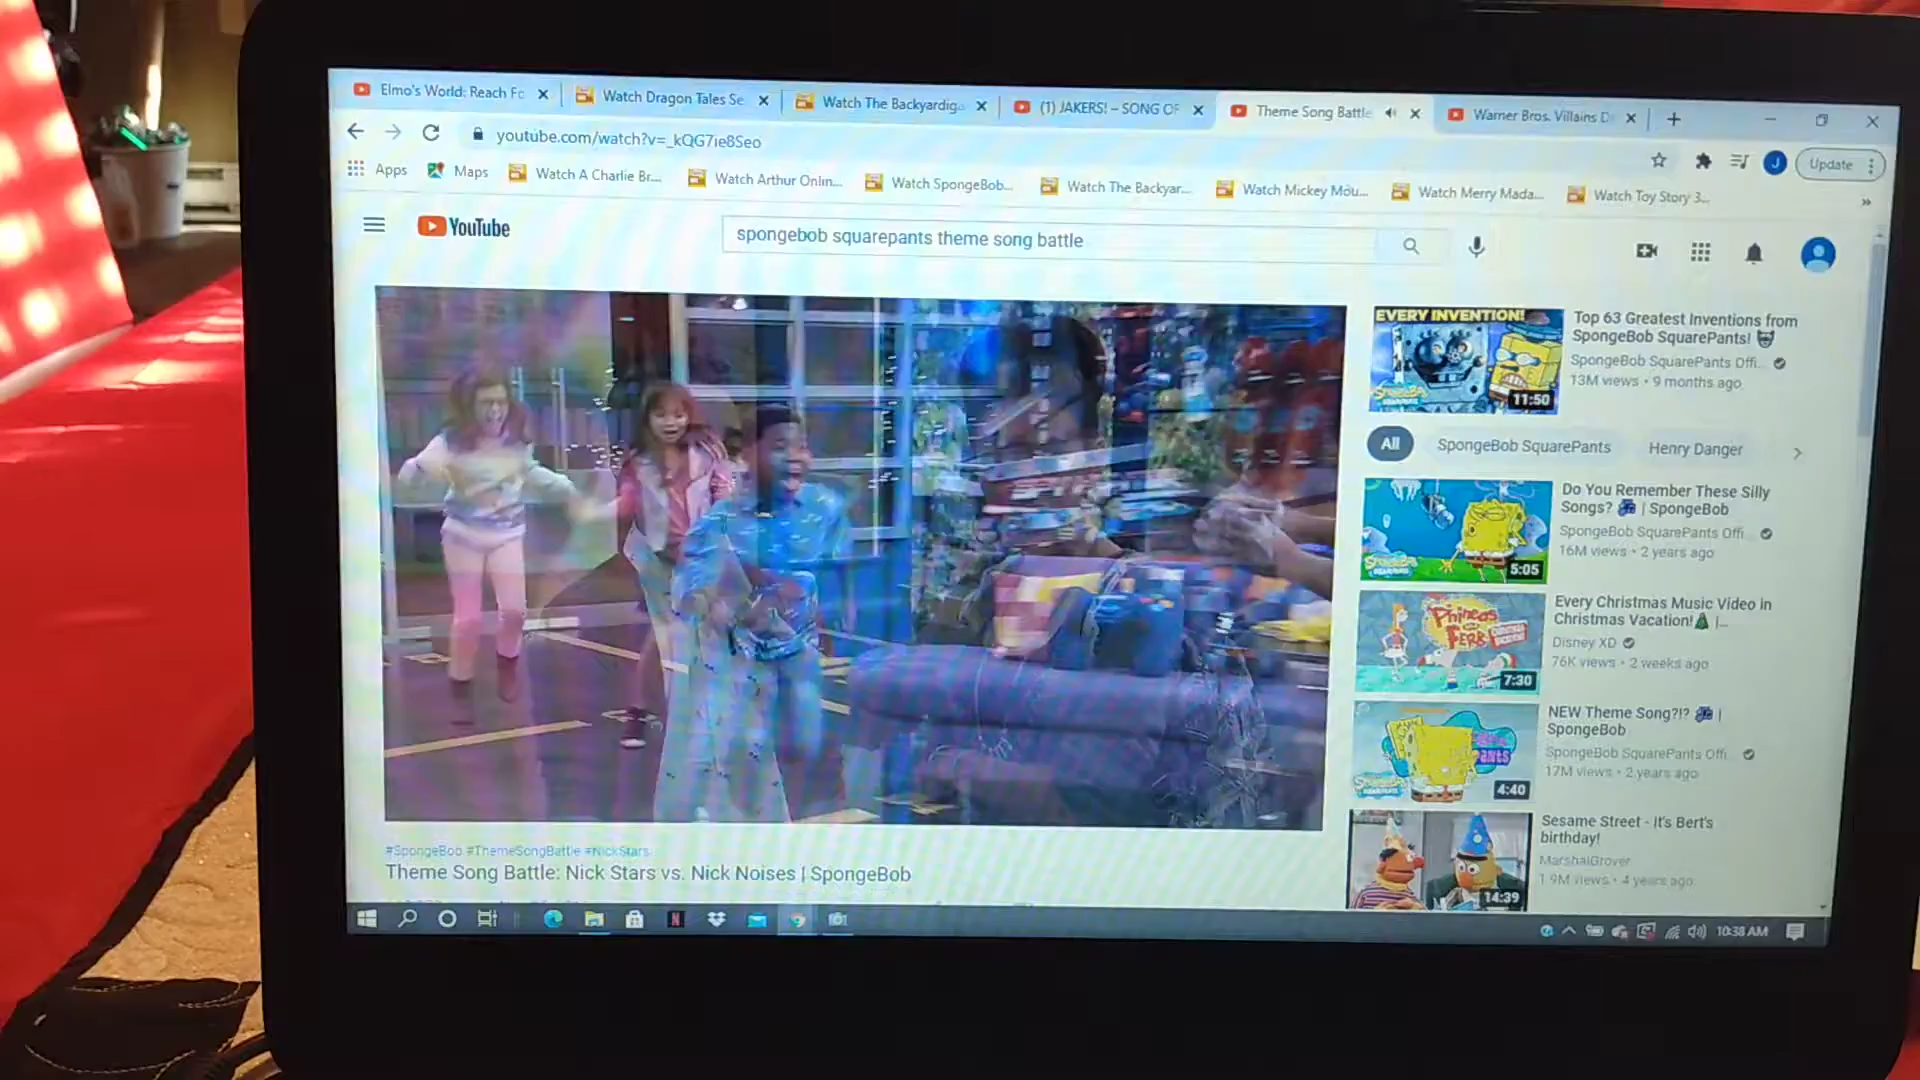 Elmo's World: Reach Fo
Watch Dragon Tales Se
Watch The Backyardiga
(1) JAKERS! – SONG OF
Theme Song Battle:
Warner Bros. Villains D
youtube.com/watch?v=_kQG7ie8Seo
Update
Apps
Maps
Watch A Charlie Br...
Watch Arthur Onlin...
Watch SpongeBob...
Watch The Backyar...
Watch Mickey Mou...
Watch Merry Mada...
Watch Toy Story 3...
YouTube
spongebob squarepants theme song battle
EVERY INVENTION!
11:50
Top 63 Greatest Inventions from
SpongeBob SquarePants!
SpongeBob SquarePants Offi...
13M views • 9 months ago
All
SpongeBob SquarePants
Henry Danger
5:05
Do You Remember These Silly
Songs? | SpongeBob
SpongeBob SquarePants Offi...
16M views • 2 years ago
Phineas
and
Ferb
7:30
Every Christmas Music Video in
Christmas Vacation! |...
Disney XD
76K views • 2 weeks ago
4:40
NEW Theme Song?!? |
SpongeBob
SpongeBob SquarePants Offi...
17M views • 2 years ago
14:39
Sesame Street - It's Bert's
birthday!
MarshalGrover
1.9M views • 4 years ago
#SpongeBob #ThemeSongBattle #NickStars
Theme Song Battle: Nick Stars vs. Nick Noises | SpongeBob
10:38 AM